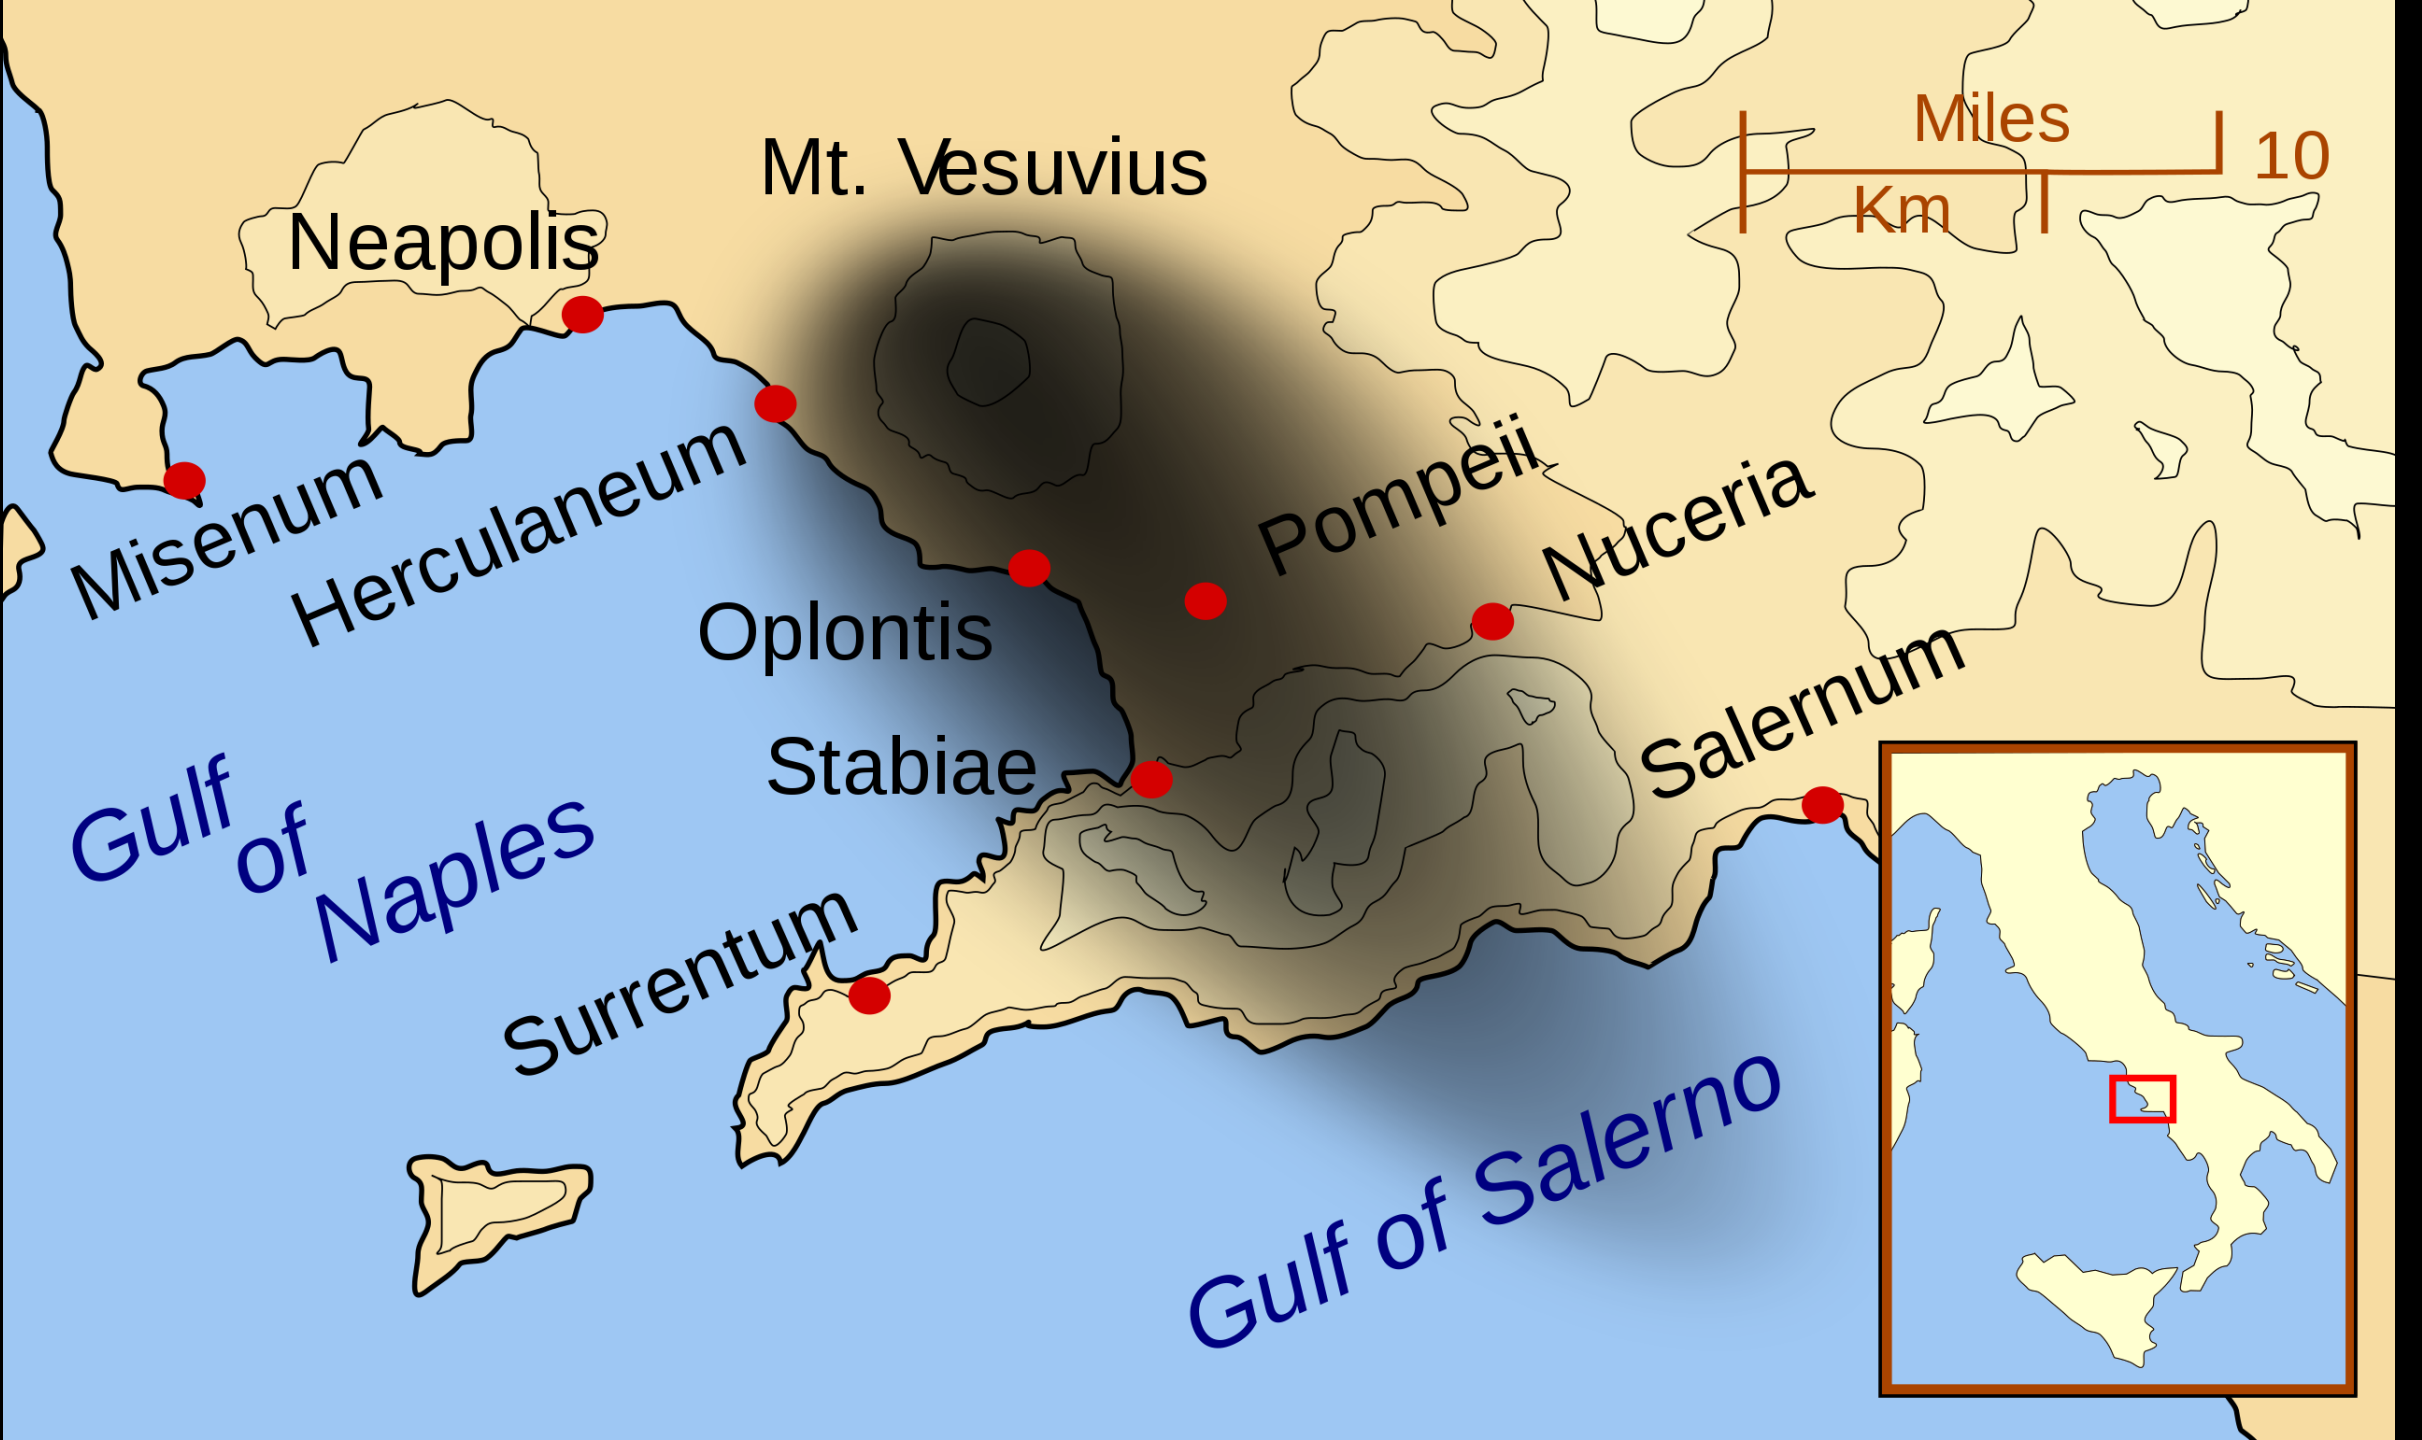 Miles
10
Km
Mt. Vesuvius
Neapolis
Misenum
Herculaneum
Pompeii
Nuceria
Oplontis
Stabiae
Salernum
Surrentum
Gulf
of
Naples
Gulf of Salerno